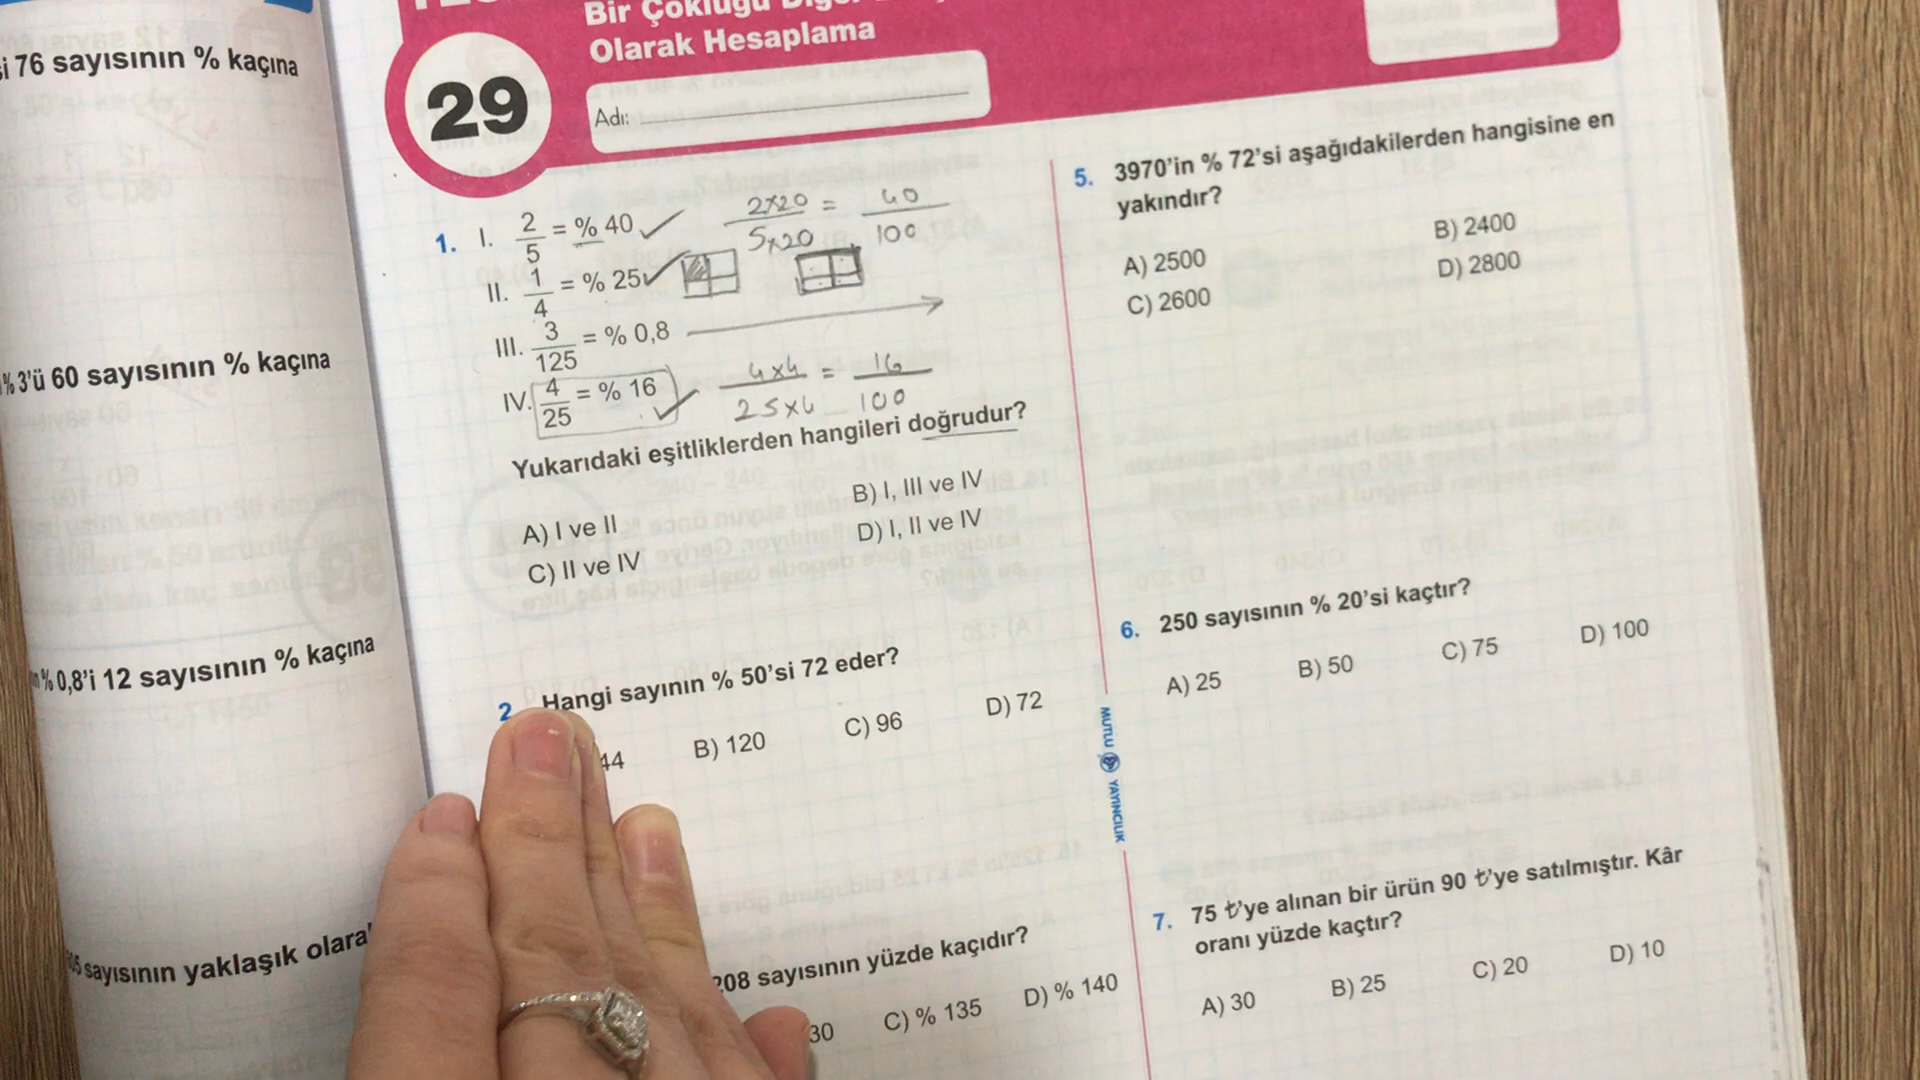 76 sayısının % kaçına
% 3'ü 60 sayısının % kaçına
% 0,8'i 12 sayısının % kaçına
sayısının yaklaşık
29
Bir Çokluğu
Olarak Hesaplama
Adı:
1. I. 2/5 = % 40 ✓ 2x20/5x20 = 40/100
II. 1/4 = % 25 ✓
III. 3/125 = % 0,8
IV. 4/25 = % 16 ✓ 4x4/25x4 = 16/100
Yukarıdaki eşitliklerden hangileri doğrudur?
A) I ve II B) I, III ve IV
C) II ve IV D) I, II ve IV
2 Hangi sayının % 50'si 72 eder?
44 B) 120 C) 96 D) 72
208 sayısının yüzde kaçıdır?
30 C) % 135 D) % 140
5. 3970'in % 72'si aşağıdakilerden hangisine en
yakındır?
A) 2500 B) 2400
C) 2600 D) 2800
6. 250 sayısının % 20'si kaçtır?
A) 25 B) 50 C) 75 D) 100
MUTLU YAYINCILIK
7. 75 ₺'ye alınan bir ürün 90 ₺'ye satılmıştır. Kâr
oranı yüzde kaçtır?
A) 30 B) 25 C) 20 D) 10